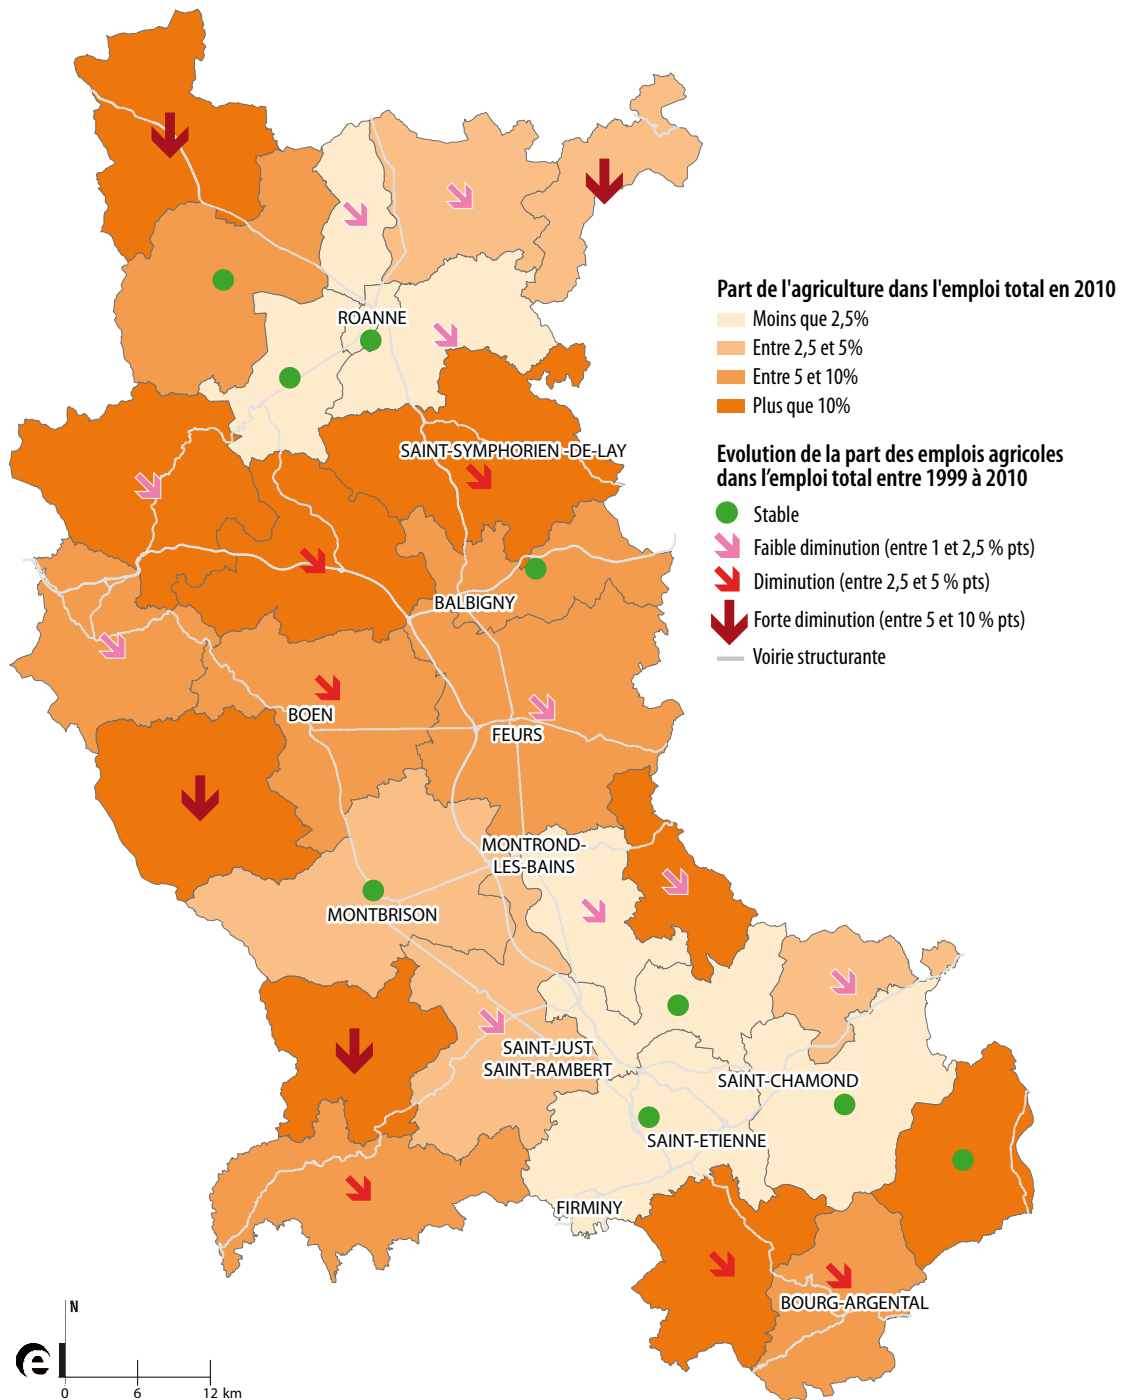 Part de l'agriculture dans l'emploi total en 2010
Moins que 2,5%
Entre 2,5 et 5%
Entre 5 et 10%
Plus que 10%
Evolution de la part des emplois agricoles
dans l'emploi total entre 1999 à 2010
Stable
Faible diminution (entre 1 et 2,5 % pts)
Diminution (entre 2,5 et 5 % pts)
Forte diminution (entre 5 et 10 % pts)
Voirie structurante
ROANNE
SAINT-SYMPHORIEN-DE-LAY
BALBIGNY
BOEN
FEURS
MONTROND-
LES-BAINS
MONTBRISON
SAINT-JUST
SAINT-RAMBERT
SAINT-CHAMOND
SAINT-ETIENNE
FIRMINY
BOURG-ARGENTAL
N
e
0 6 12 km